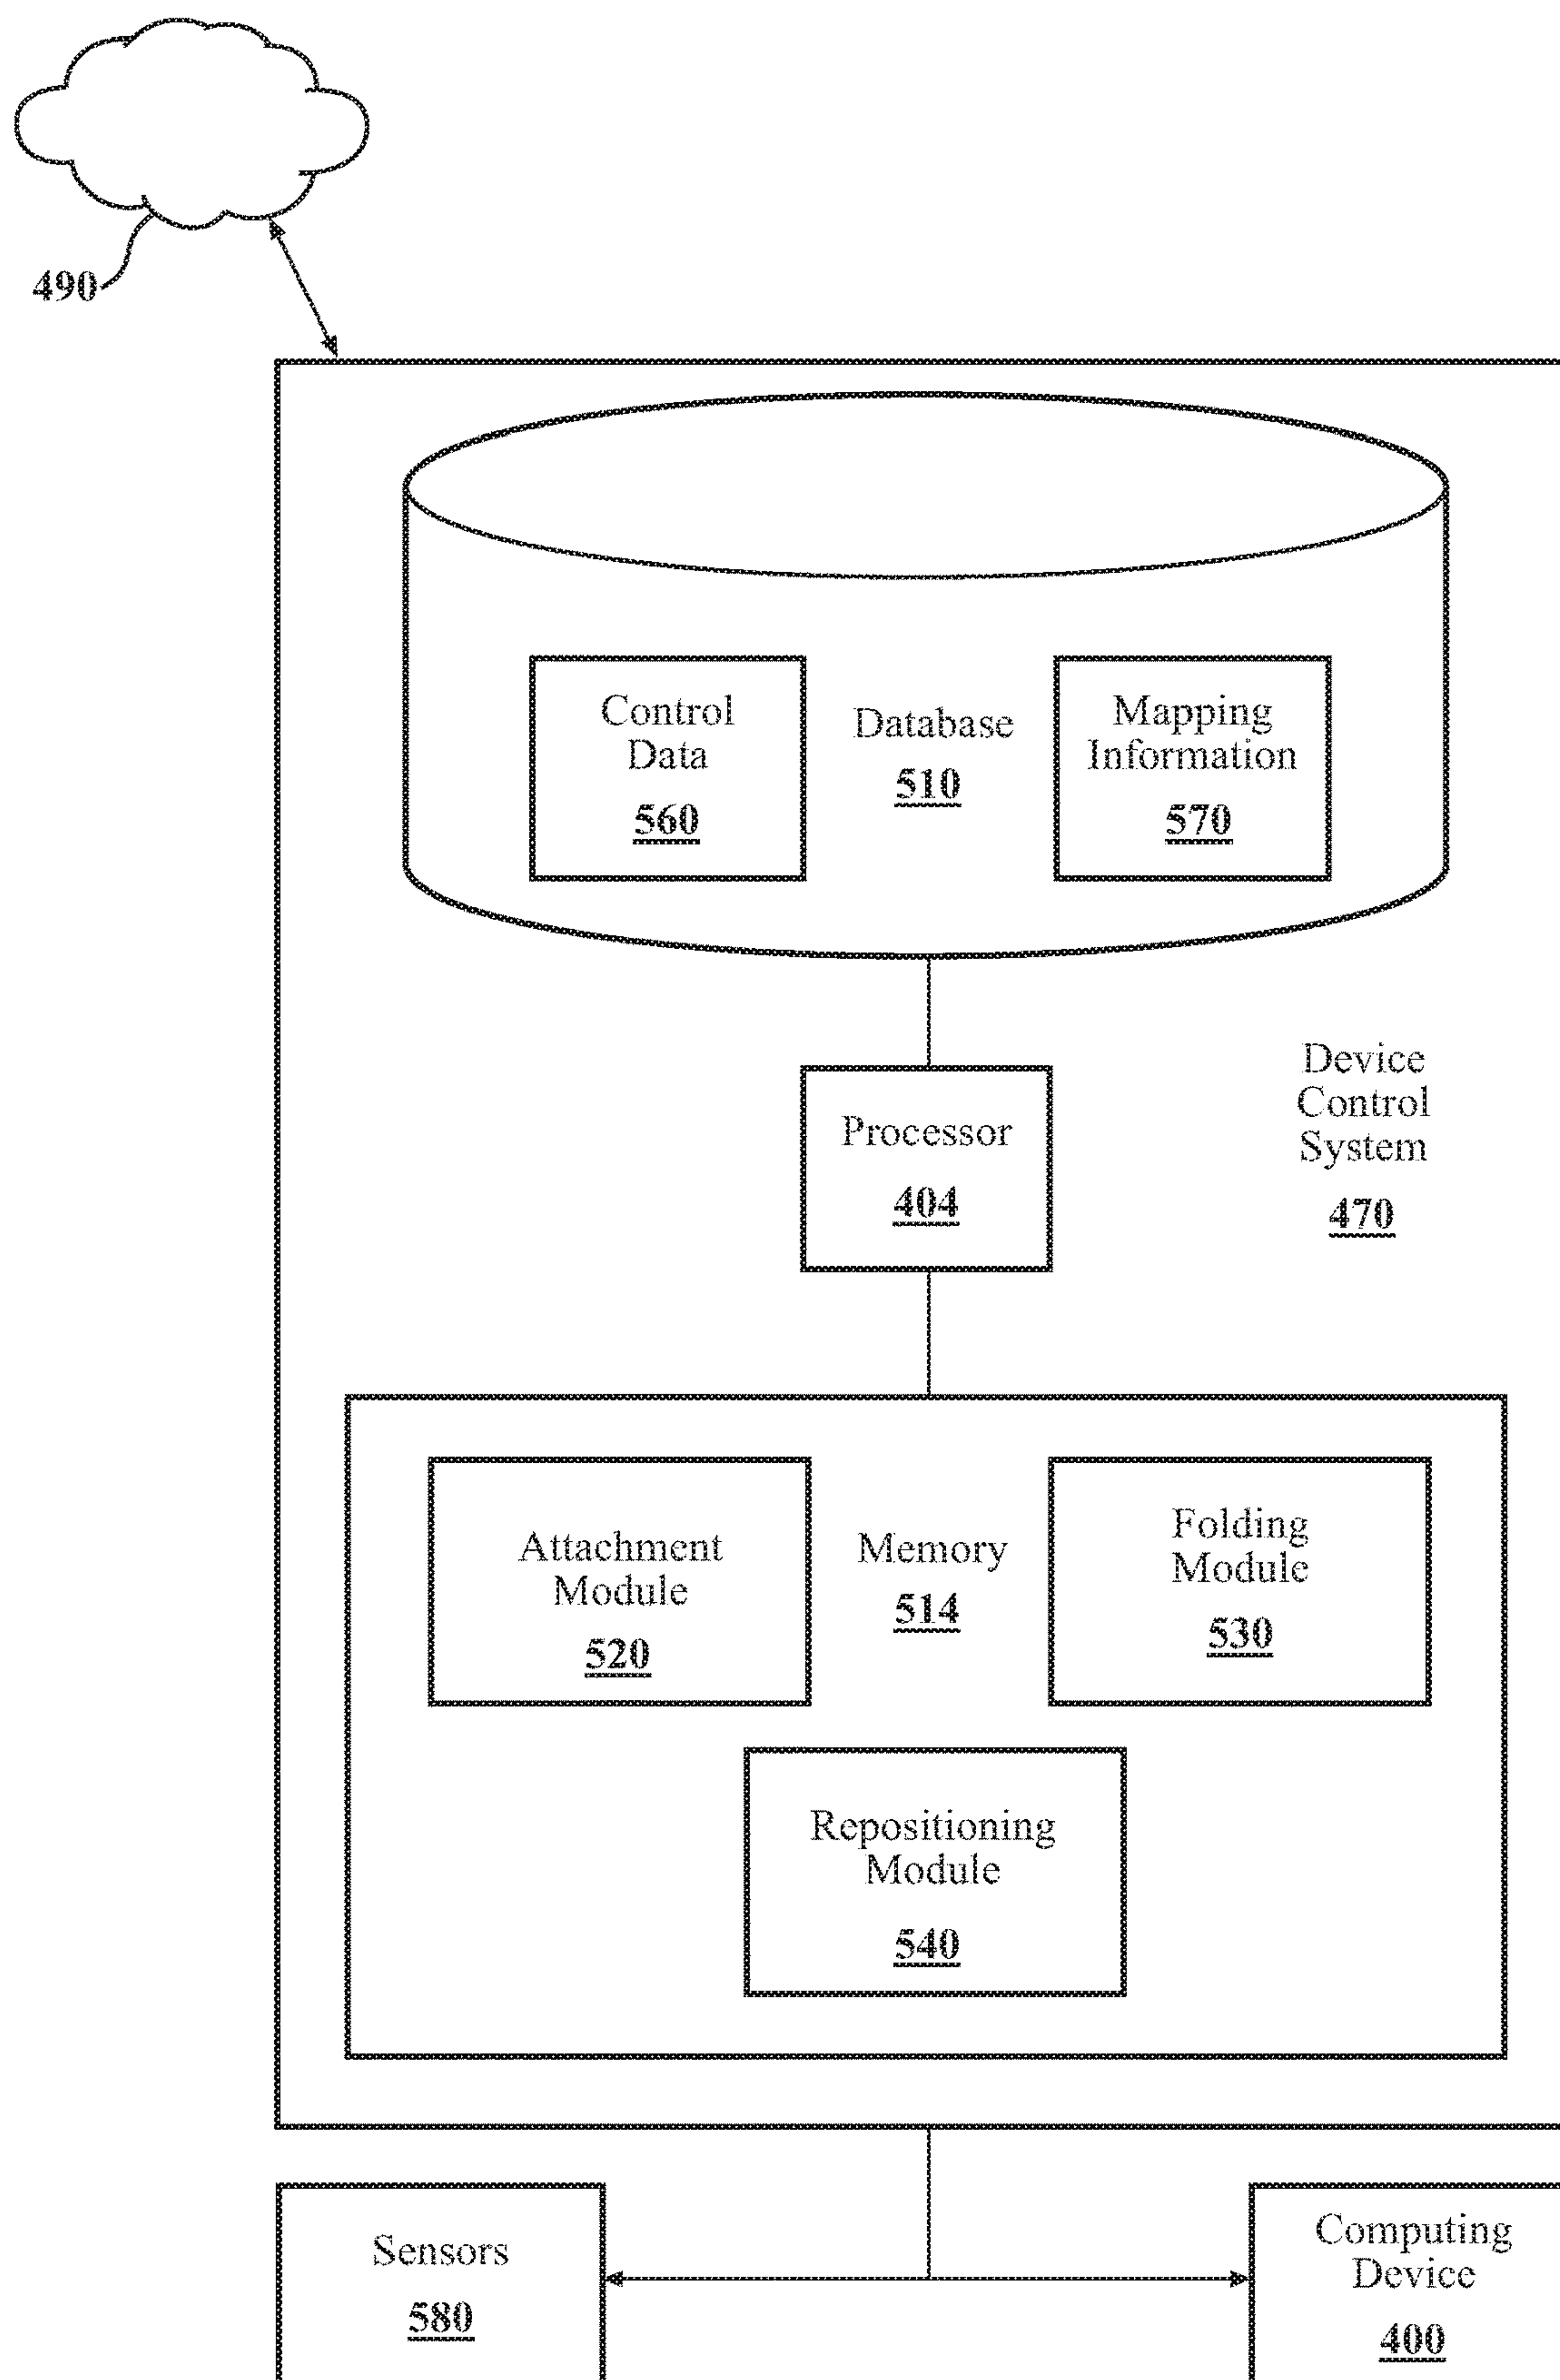 490
Control
Data
560
Database
510
Mapping
Information
570
Processor
404
Device
Control
System
470
Attachment
Module
520
Memory
514
Folding
Module
530
Repositioning
Module
540
Sensors
580
Computing
Device
400